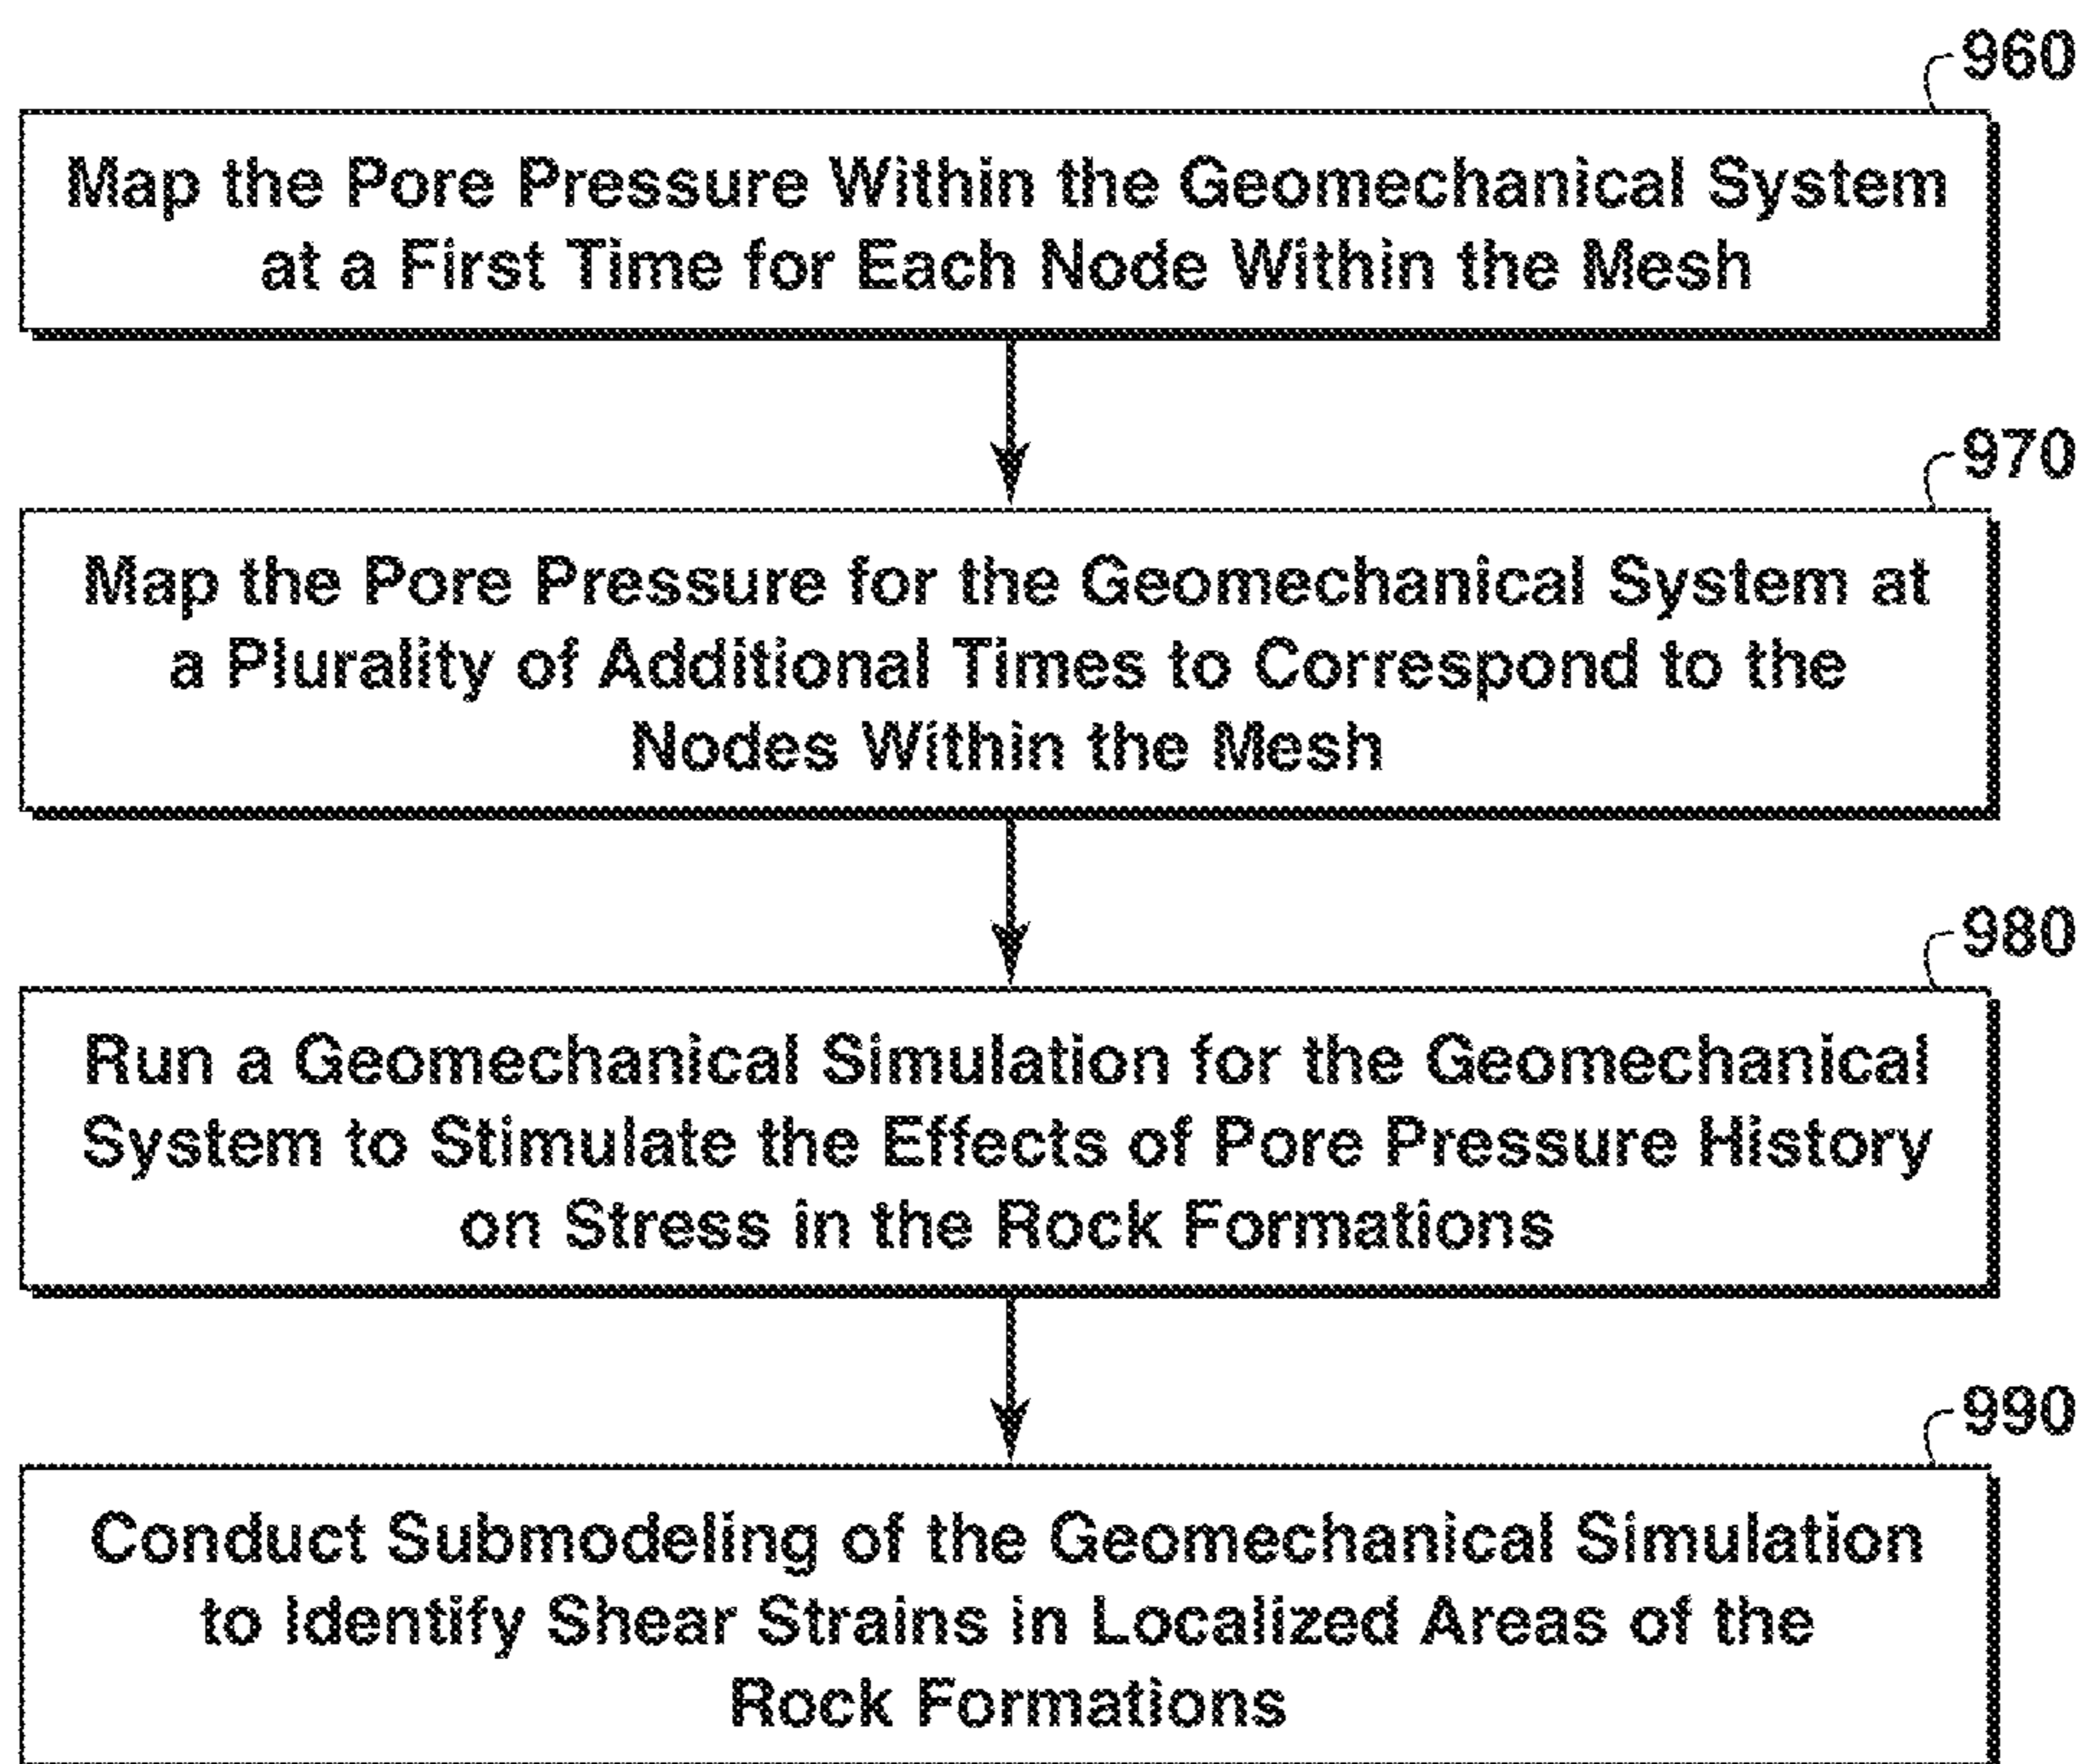 960
Map the Pore Pressure Within the Geomechanical System
at a First Time for Each Node Within the Mesh
970
Map the Pore Pressure for the Geomechanical System at
a Plurality of Additional Times to Correspond to the
Nodes Within the Mesh
980
Run a Geomechanical Simulation for the Geomechanical
System to Stimulate the Effects of Pore Pressure History
on Stress in the Rock Formations
990
Conduct Submodeling of the Geomechanical Simulation
to Identify Shear Strains in Localized Areas of the
Rock Formations